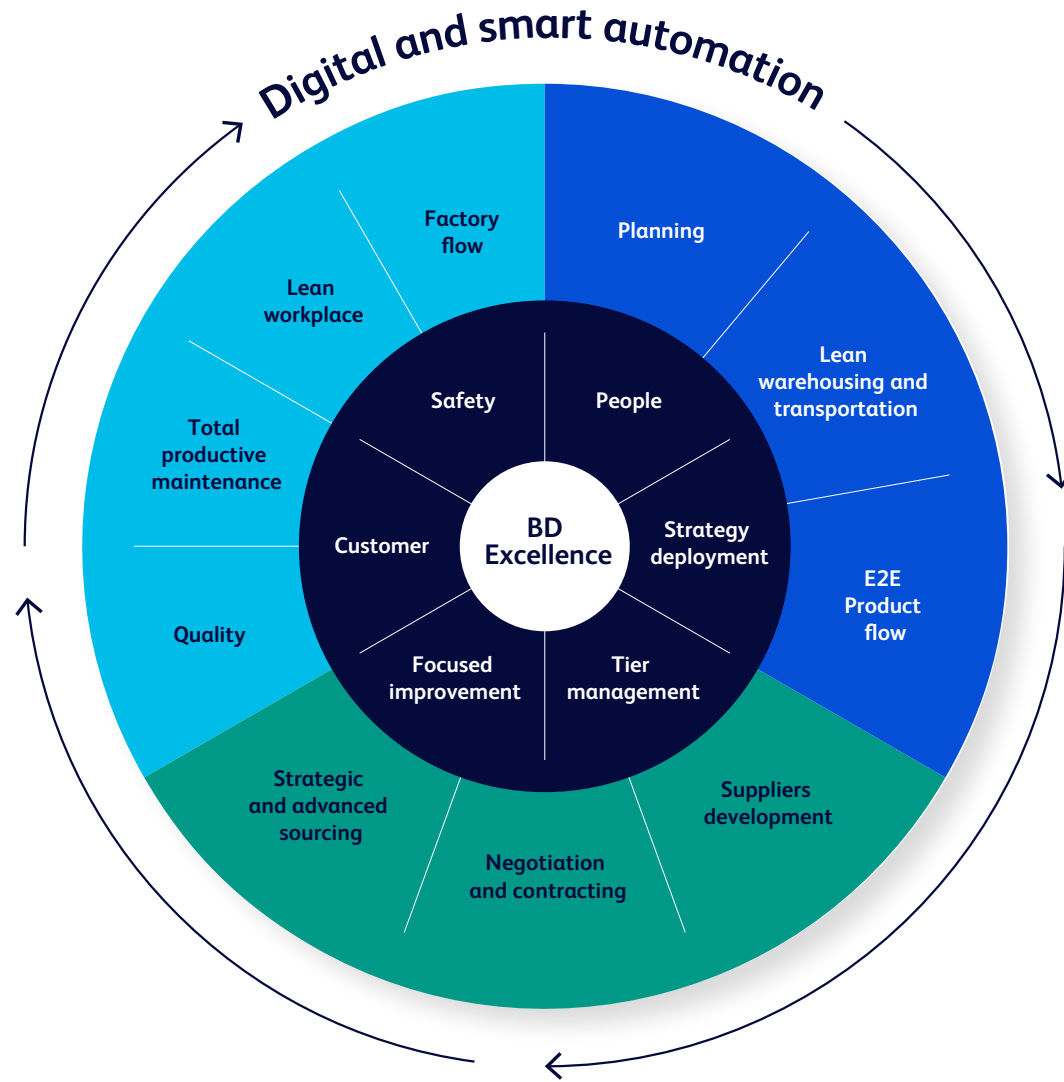 Digital and smart automation
Factory
flow
Planning
Lean
workplace
Lean
warehousing and
transportation
Total
productive
maintenance
Safety
People
Customer
BD
Excellence
Strategy
deployment
E2E
Product
flow
Quality
Focused
improvement
Tier
management
Strategic
and advanced
sourcing
Suppliers
development
Negotiation
and contracting